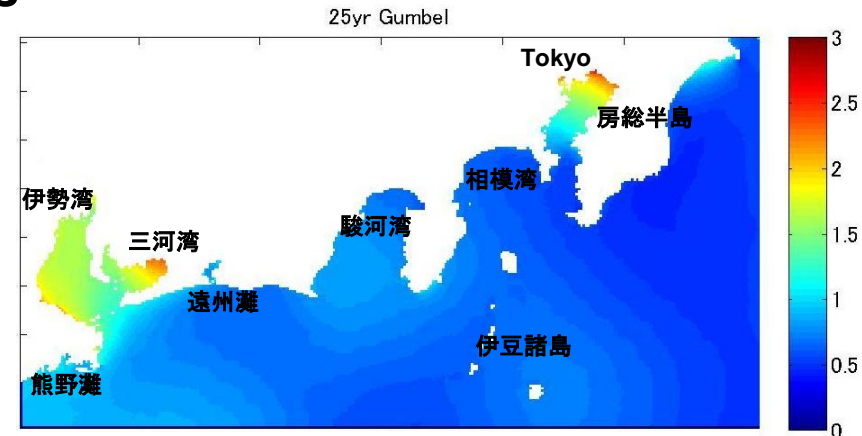 25yr Gumbel
Tokyo
房総半島
相模湾
伊勢湾
三河湾
駿河湾
遠州灘
伊豆諸島
熊野灘
3
2.5
2
1.5
1
0.5
0